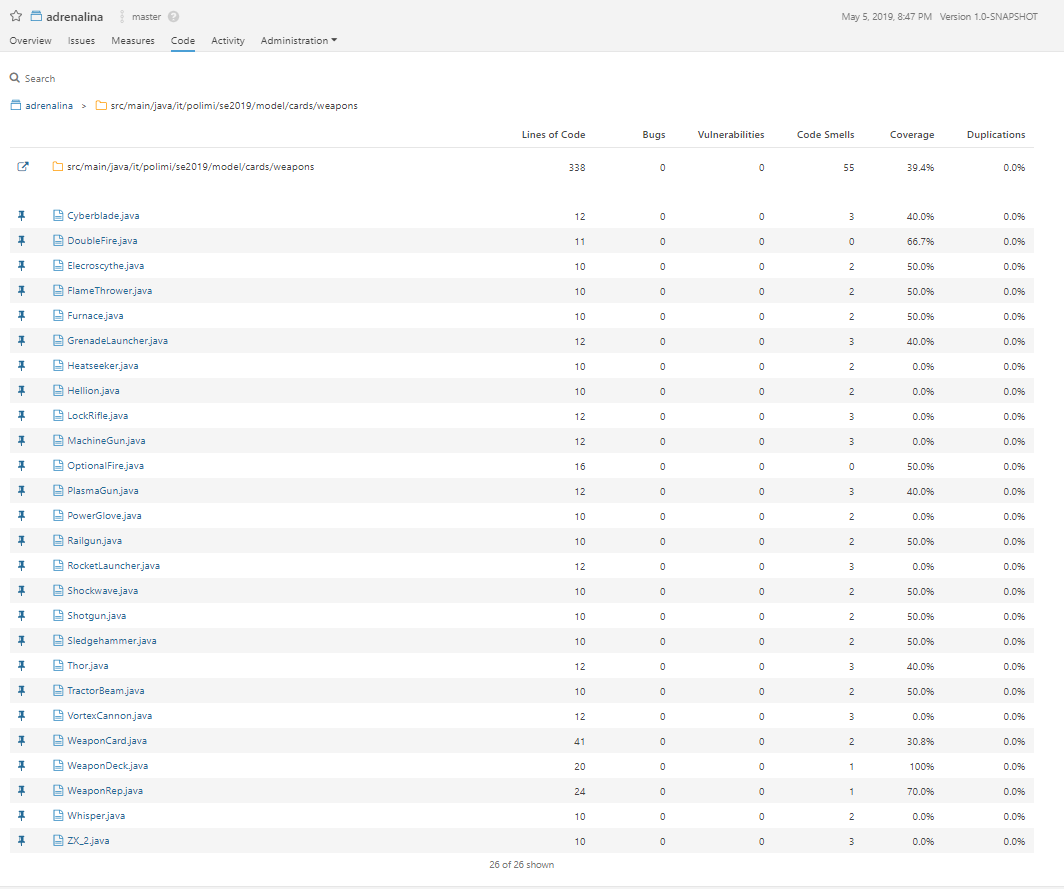 adrenalina master ? May 5, 2019, 8:47 PM Version 1.0-SNAPSHOT
Overview Issues Measures Code Activity Administration
Search
adrenalina > src/main/java/it/polimi/se2019/model/cards/weapons
Lines of Code Bugs Vulnerabilities Code Smells Coverage Duplications
src/main/java/it/polimi/se2019/model/cards/weapons 338 0 0 55 39.4% 0.0%
Cyberblade.java 12 0 0 3 40.0% 0.0%
DoubleFire.java 11 0 0 0 66.7% 0.0%
Elecroscythe.java 10 0 0 2 50.0% 0.0%
FlameThrower.java 10 0 0 2 50.0% 0.0%
Furnace.java 10 0 0 2 50.0% 0.0%
GrenadeLauncher.java 12 0 0 3 40.0% 0.0%
Heatseeker.java 10 0 0 2 0.0% 0.0%
Hellion.java 10 0 0 2 0.0% 0.0%
LockRifle.java 12 0 0 3 0.0% 0.0%
MachineGun.java 12 0 0 3 0.0% 0.0%
OptionalFire.java 16 0 0 0 50.0% 0.0%
PlasmaGun.java 12 0 0 3 40.0% 0.0%
PowerGlove.java 10 0 0 2 0.0% 0.0%
Railgun.java 10 0 0 2 50.0% 0.0%
RocketLauncher.java 12 0 0 3 0.0% 0.0%
Shockwave.java 10 0 0 2 50.0% 0.0%
Shotgun.java 10 0 0 2 50.0% 0.0%
Sledgehammer.java 10 0 0 2 50.0% 0.0%
Thor.java 12 0 0 3 40.0% 0.0%
TractorBeam.java 10 0 0 2 50.0% 0.0%
VortexCannon.java 12 0 0 3 0.0% 0.0%
WeaponCard.java 41 0 0 2 30.8% 0.0%
WeaponDeck.java 20 0 0 1 100% 0.0%
WeaponRep.java 24 0 0 1 70.0% 0.0%
Whisper.java 10 0 0 2 0.0% 0.0%
ZX_2.java 10 0 0 3 0.0% 0.0%
26 of 26 shown